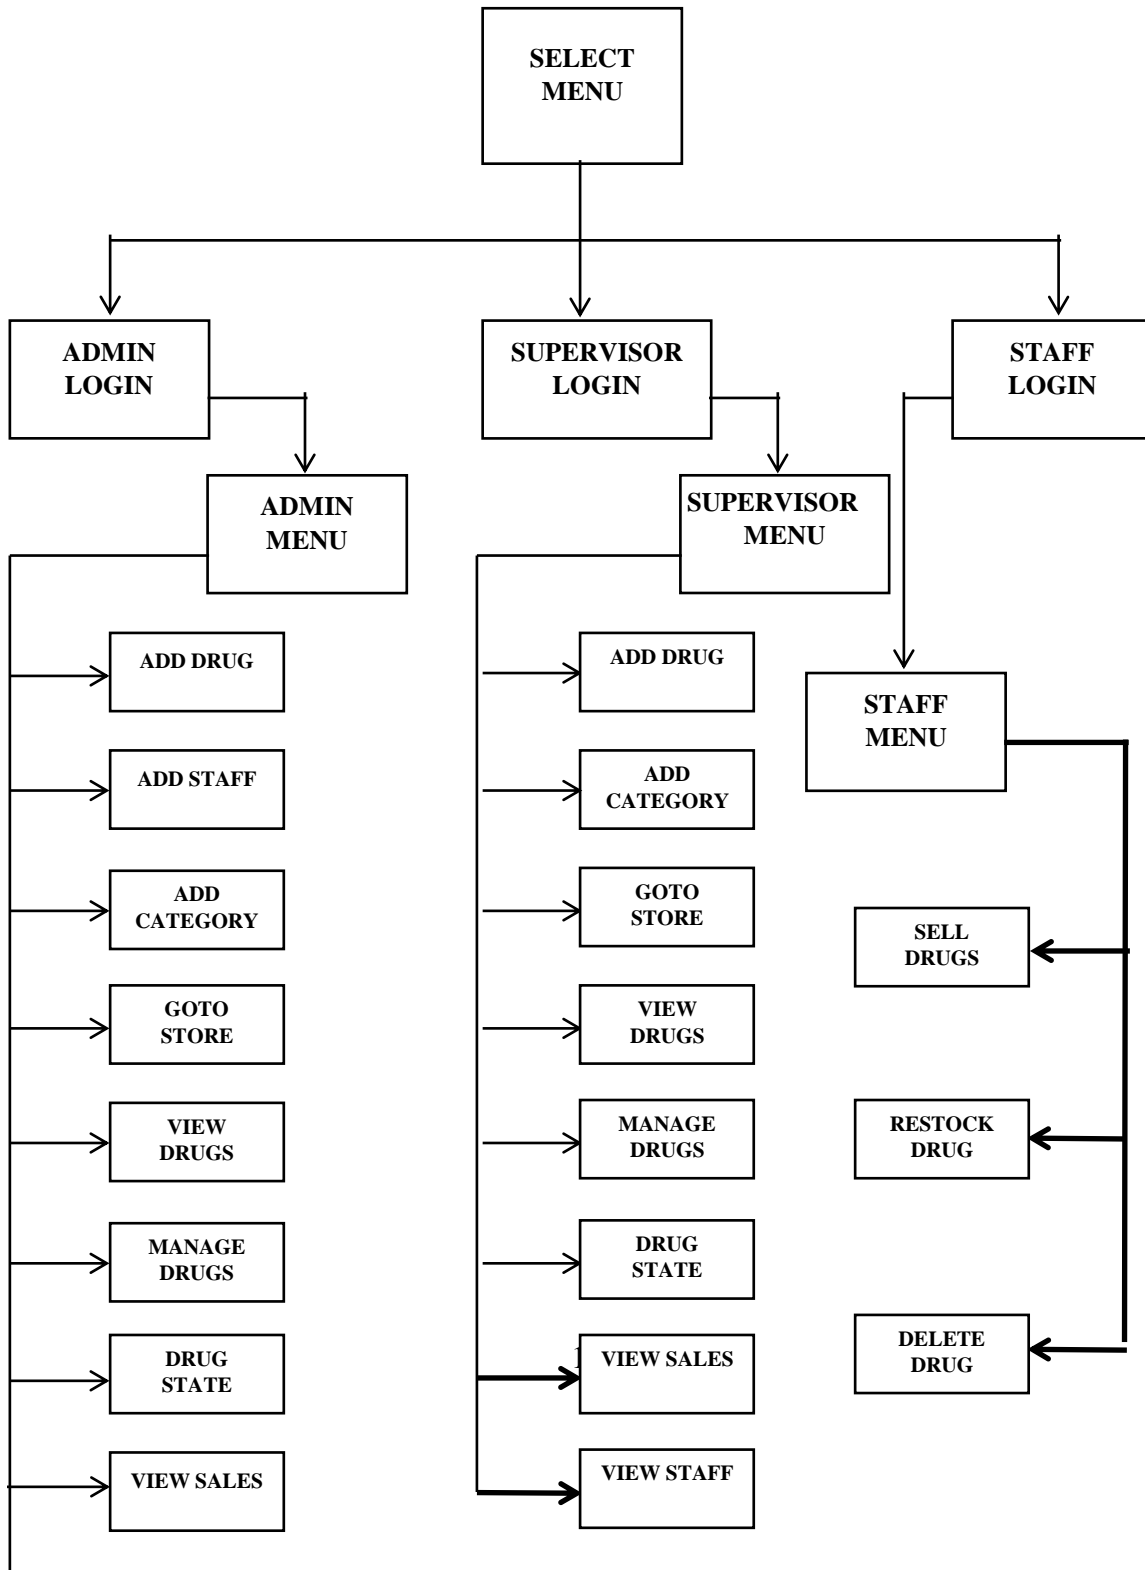 SELECT
MENU
ADMIN
LOGIN
SUPERVISOR
LOGIN
STAFF
LOGIN
ADMIN
MENU
SUPERVISOR
MENU
STAFF
MENU
ADD DRUG
ADD STAFF
ADD
CATEGORY
GOTO
STORE
VIEW
DRUGS
MANAGE
DRUGS
DRUG
STATE
VIEW SALES
ADD DRUG
ADD
CATEGORY
GOTO
STORE
VIEW
DRUGS
MANAGE
DRUGS
DRUG
STATE
VIEW SALES
VIEW STAFF
SELL
DRUGS
RESTOCK
DRUG
DELETE
DRUG